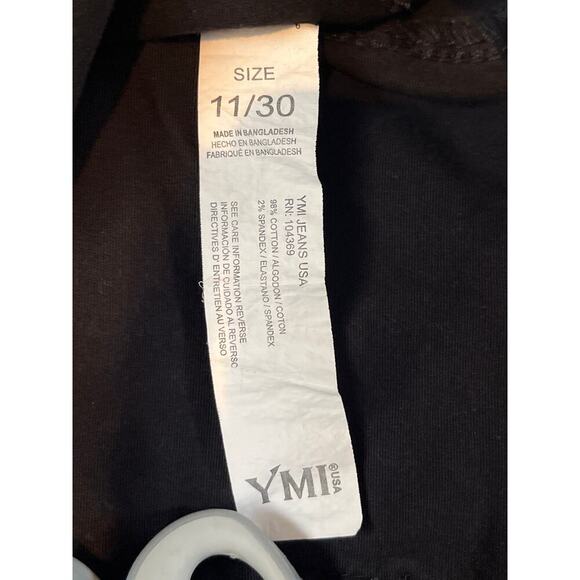 SIZE
11/30
MADE IN BANGLADESH
HECHO EN BANGLADESH
FABRIQUÉ EN BANGLADESH
YMI JEANS USA
RN: 104369
98% COTTON / ALGODON / COTON
2% SPANDEX / ELASTANO / SPANDEX
SEE CARE INFORMATION REVERSE
INFORMACION DE CUIDADO AL REVERSO
DIRECTIVES D' ENTRETIEN AU VERSO
YMI®USA